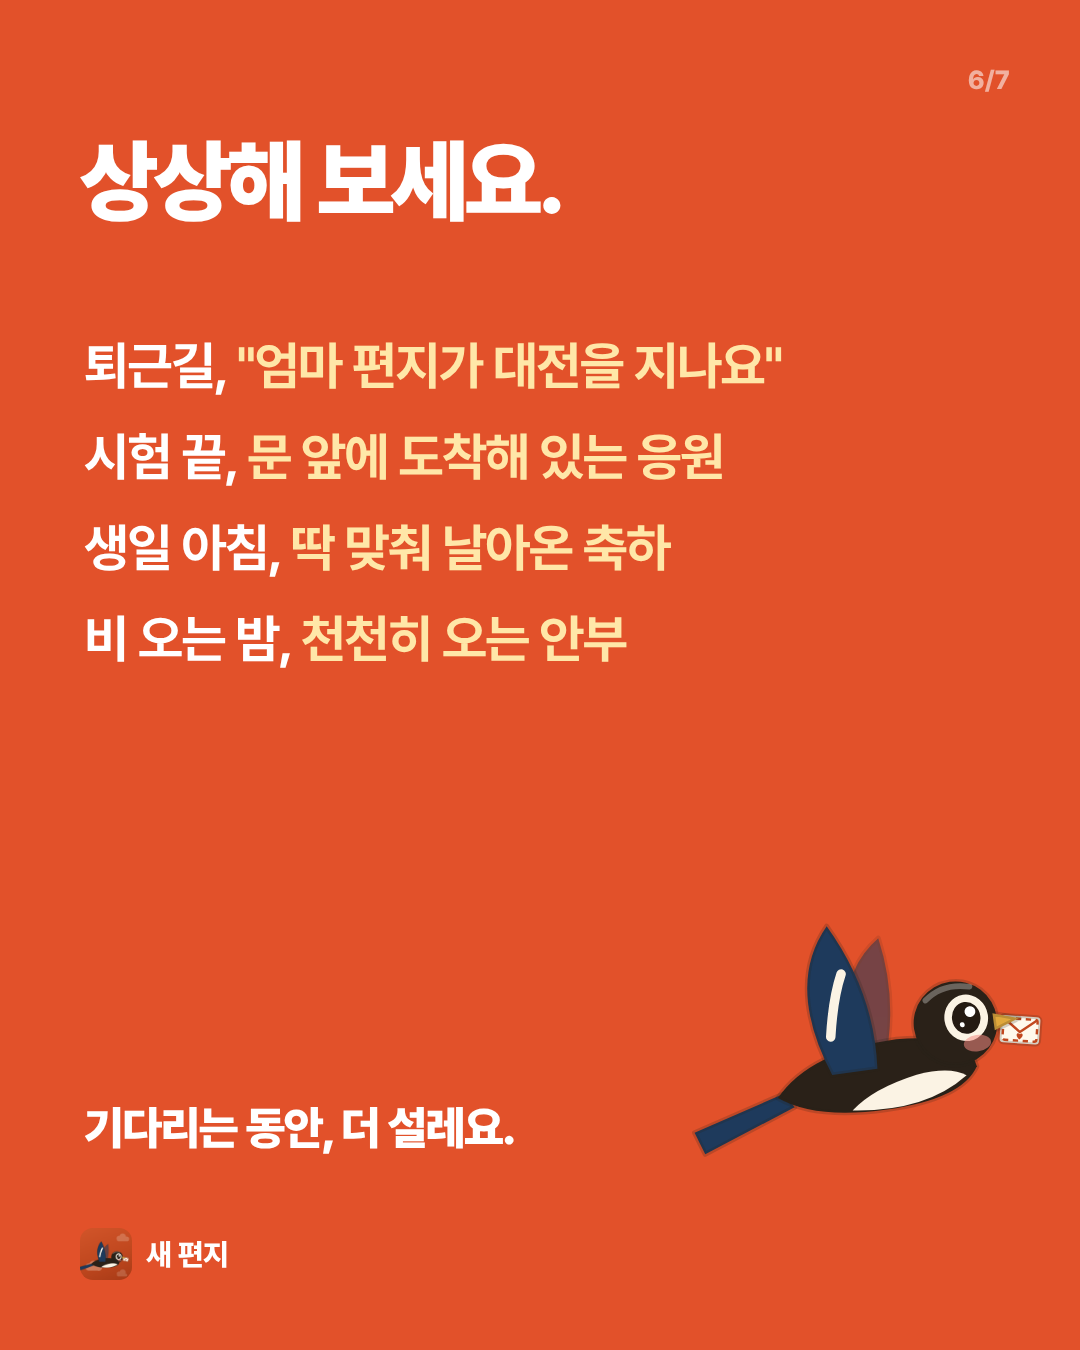 6/7
상상해 보세요.
퇴근길, "엄마 편지가 대전을 지나요"
시험 끝, 문 앞에 도착해 있는 응원
생일 아침, 딱 맞춰 날아온 축하
비 오는 밤, 천천히 오는 안부
기다리는 동안, 더 설레요.
새 편지